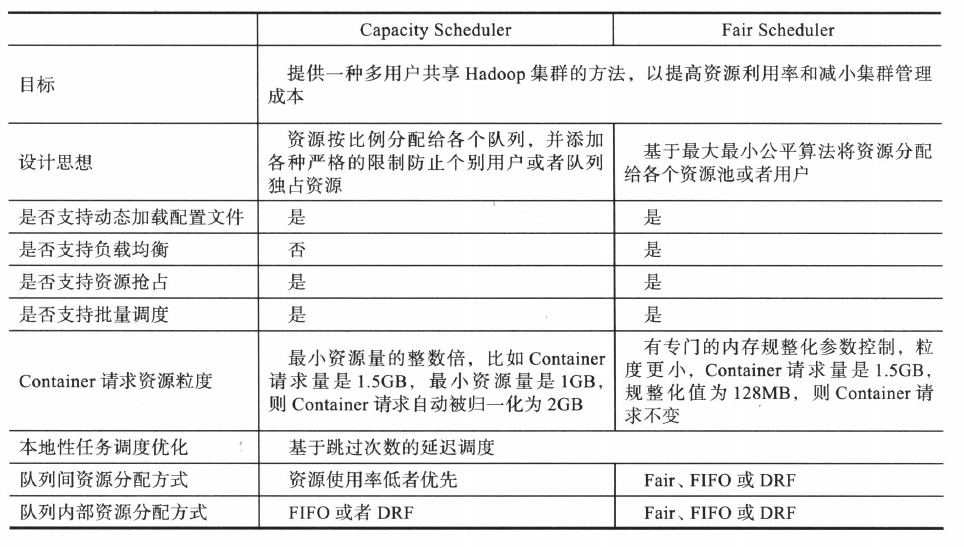 Capacity Scheduler
Fair Scheduler
目标
提供一种多用户共享 Hadoop 集群的方法，以提高资源利用率和减小集群管理
成本
设计思想
资源按比例分配给各个队列，并添加
各种严格的限制防止个别用户或者队列
独占资源
基于最大最小公平算法将资源分配
给各个资源池或者用户
是否支持动态加载配置文件
是
是
是否支持负载均衡
否
是
是否支持资源抢占
是
是
是否支持批量调度
是
是
Container 请求资源粒度
最小资源量的整数倍，比如 Container
请求量是 1.5GB，最小资源量是 1GB，
则 Container 请求自动被归一化为 2GB
有专门的内存规整化参数控制，粒
度更小，Container 请求量是 1.5GB，
规整化值为 128MB，则 Container 请
求不变
本地性任务调度优化
基于跳过次数的延迟调度
队列间资源分配方式
资源使用率低者优先
Fair、FIFO 或 DRF
队列内部资源分配方式
FIFO 或者 DRF
Fair、FIFO 或 DRF